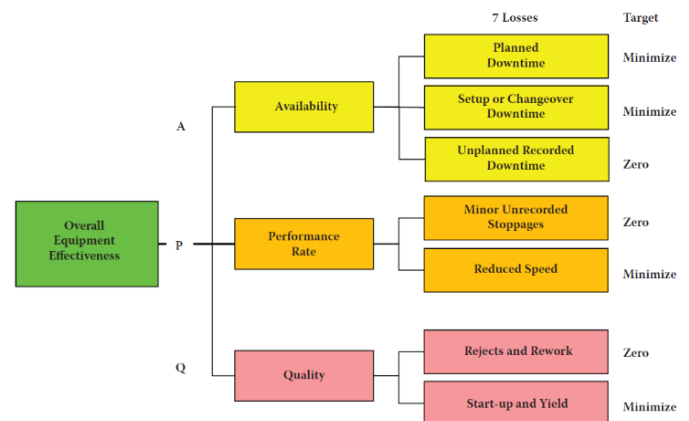 7 Losses
Target
Planned
Downtime
Minimize
A
Availability
Setup or Changeover
Downtime
Minimize
Unplanned Recorded
Downtime
Zero
Overall
Equipment
Effectiveness
P
Performance
Rate
Minor Unrecorded
Stoppages
Zero
Reduced Speed
Minimize
Q
Quality
Rejects and Rework
Zero
Start-up and Yield
Minimize